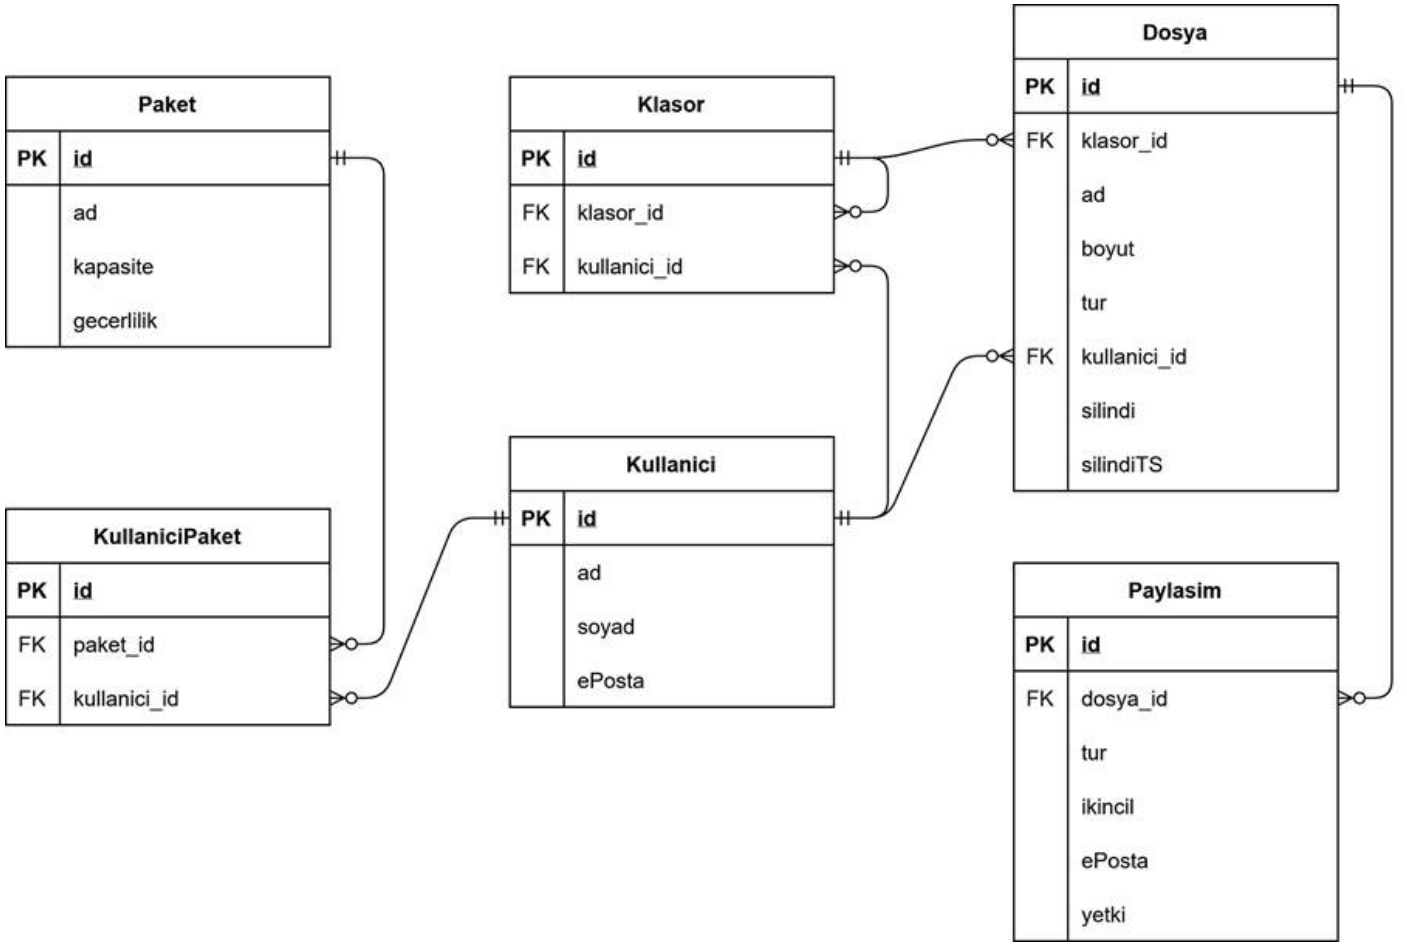 Paket
PK id
ad
kapasite
gecerlilik
KullaniciPaket
PK id
FK paket_id
FK kullanici_id
Klasor
PK id
FK klasor_id
FK kullanici_id
Kullanici
PK id
ad
soyad
ePosta
Dosya
PK id
FK klasor_id
ad
boyut
tur
FK kullanici_id
silindi
silindiTS
Paylasim
PK id
FK dosya_id
tur
ikincil
ePosta
yetki